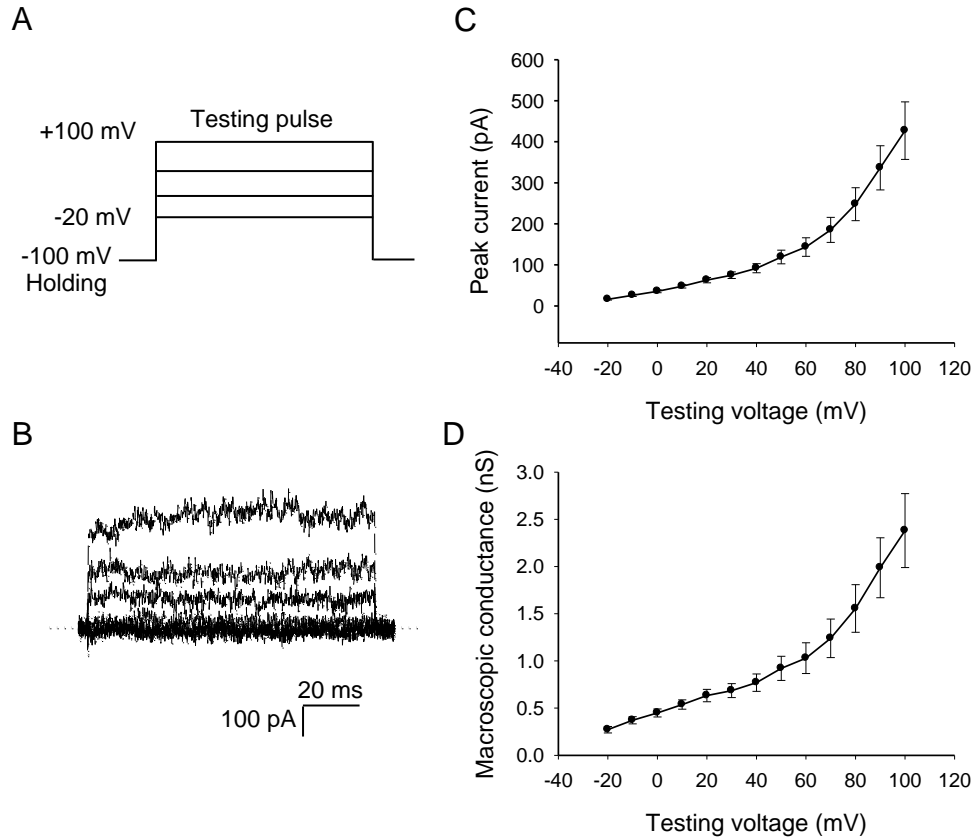 A
+100 mV
Testing pulse
-20 mV
-100 mV
Holding
B
20 ms
100 pA
C
Peak current (pA)
600
500
400
300
200
100
0
-40 -20 0 20 40 60 80 100 120
Testing voltage (mV)
D
Macroscopic conductance (nS)
3.0
2.5
2.0
1.5
1.0
0.5
0.0
-40 -20 0 20 40 60 80 100 120
Testing voltage (mV)